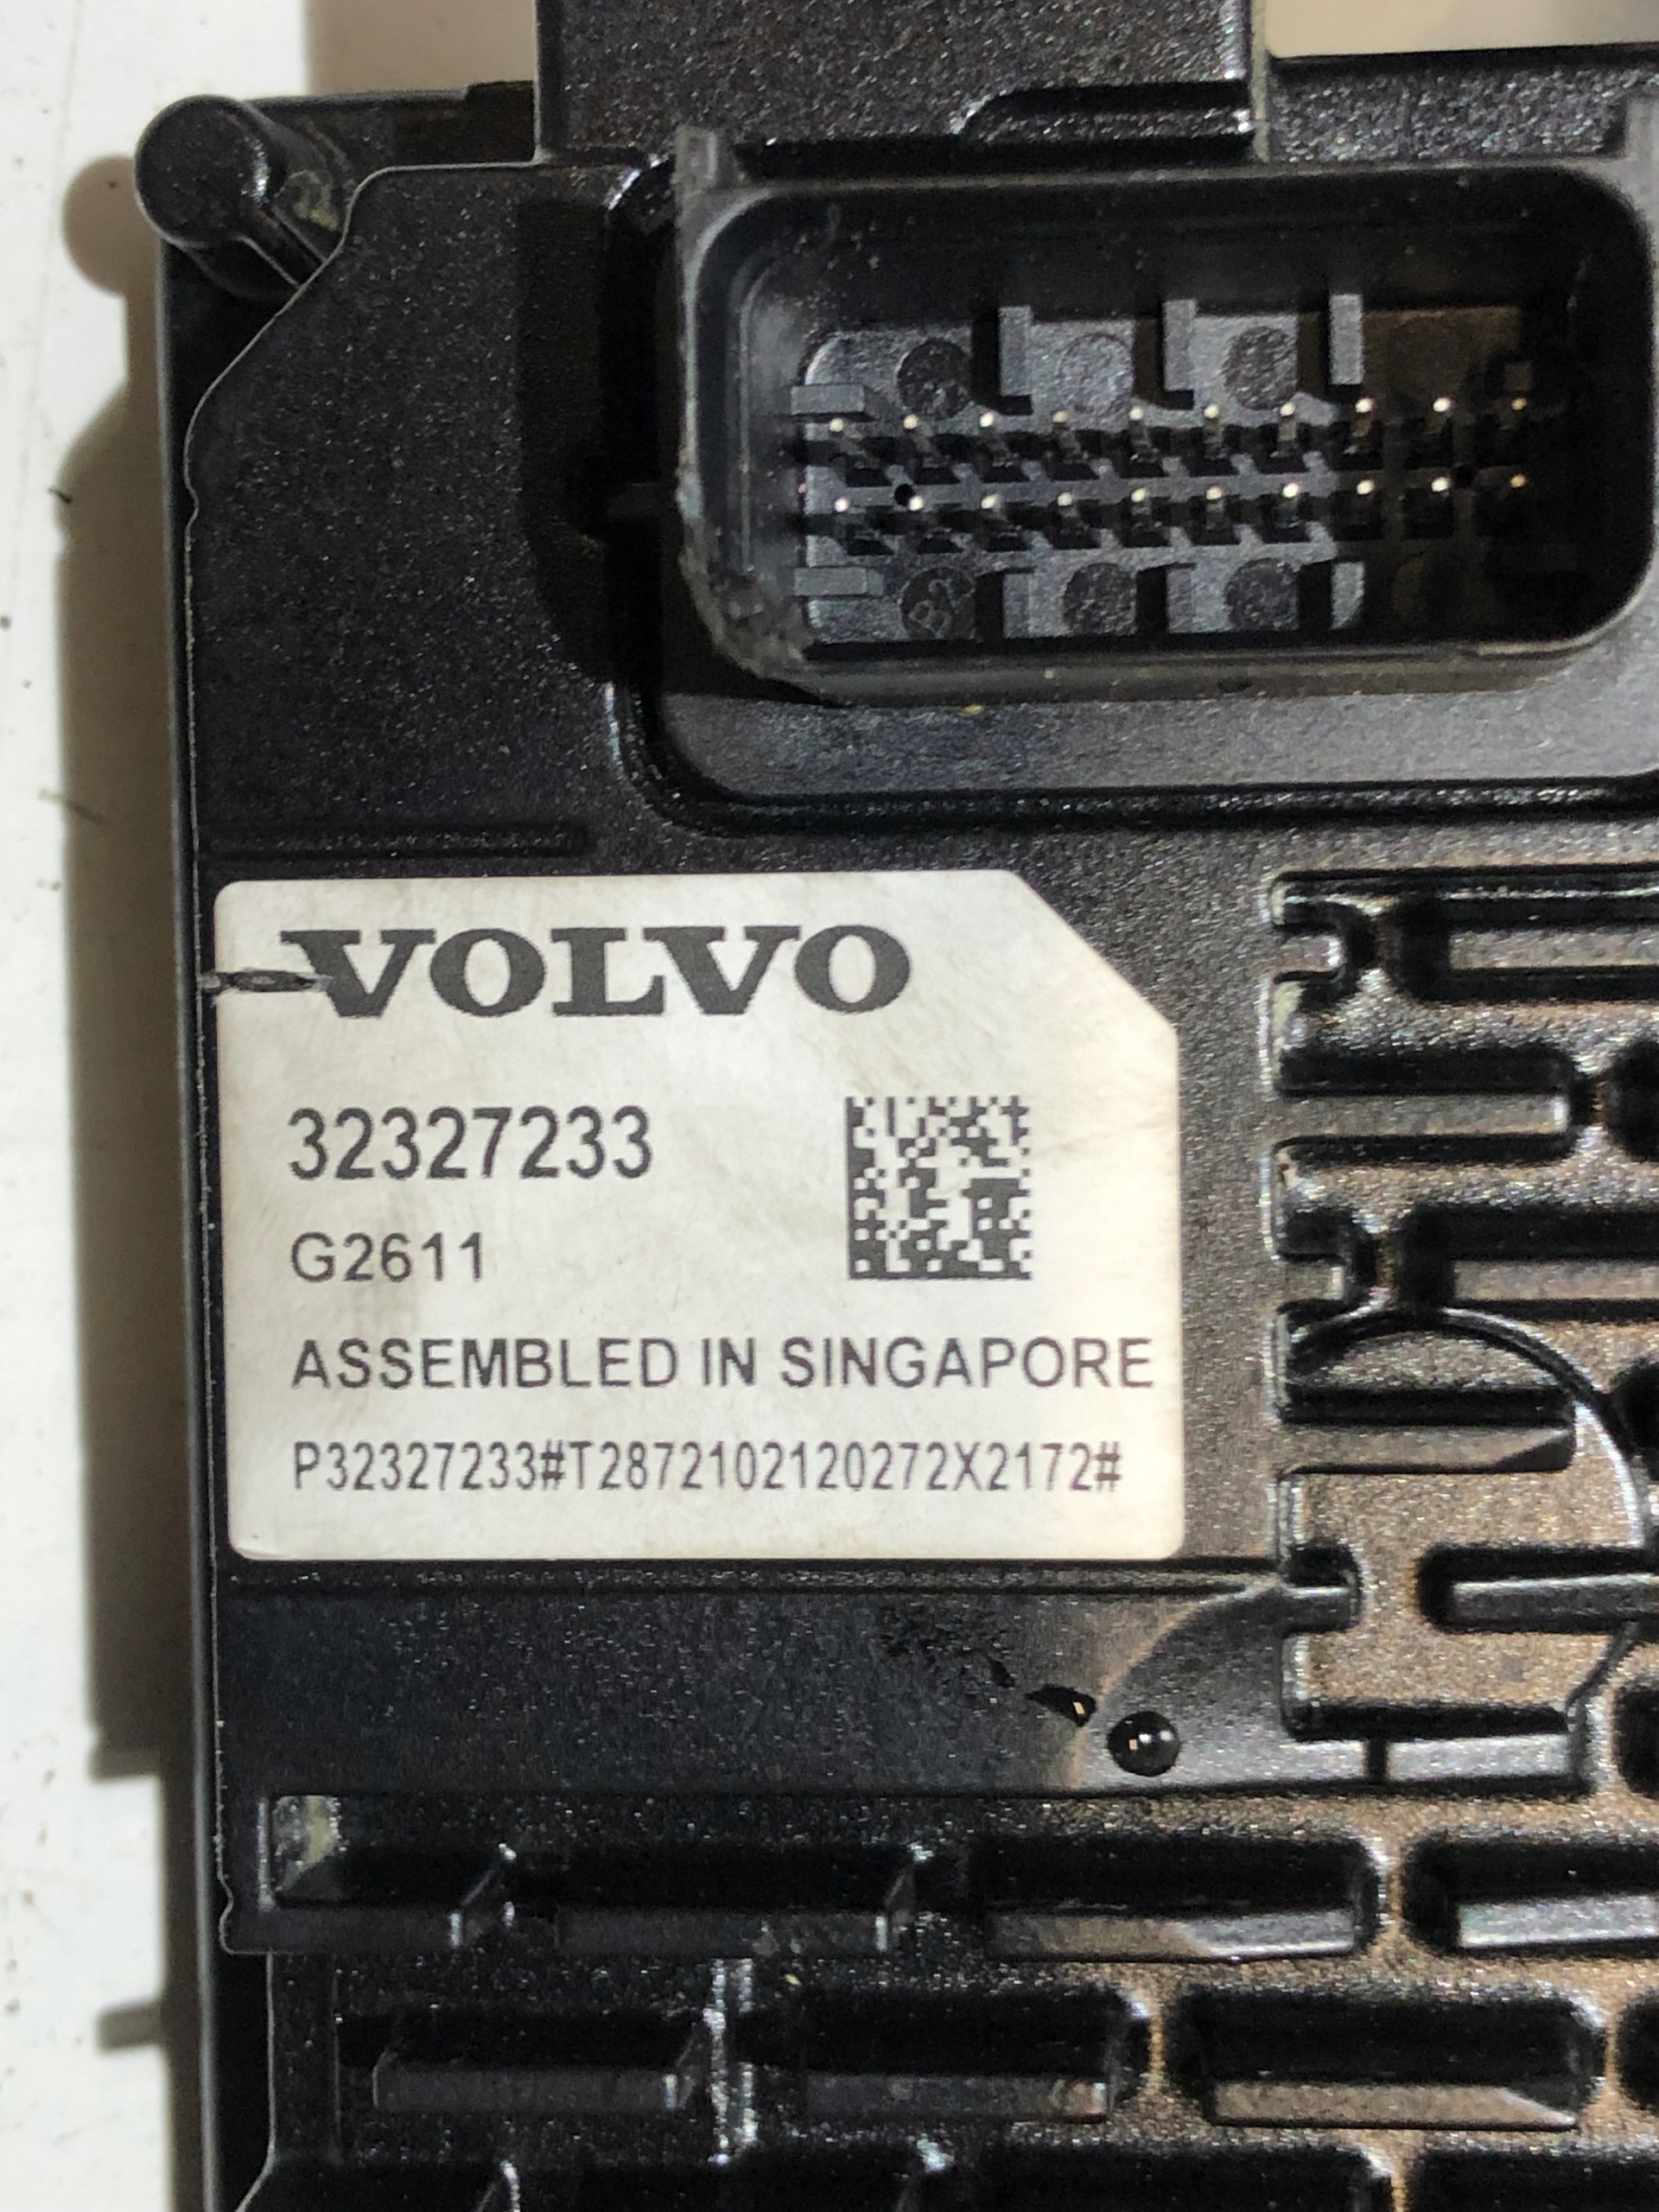 VOLVO
32327233
G2611
ASSEMBLED IN SINGAPORE
P32327233#T2872102120272X2172#